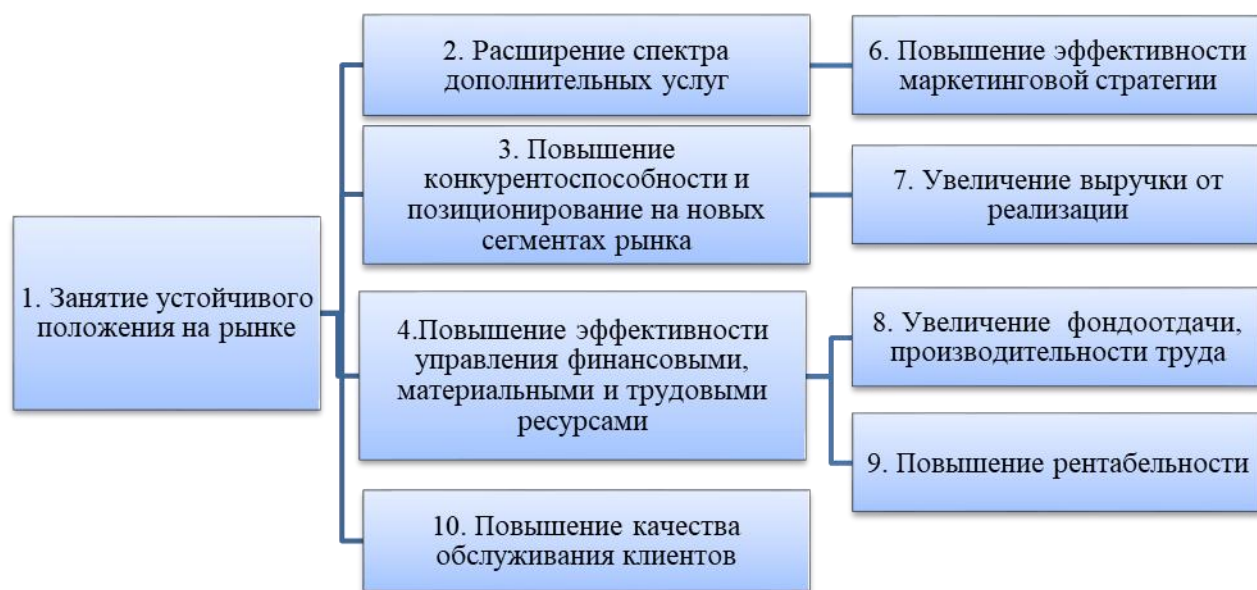 1. Занятие устойчивого
положения на рынке
2. Расширение спектра
дополнительных услуг
3. Повышение
конкурентоспособности и
позиционирование на новых
сегментах рынка
4.Повышение эффективности
управления финансовыми,
материальными и трудовыми
ресурсами
10. Повышение качества
обслуживания клиентов
6. Повышение эффективности
маркетинговой стратегии
7. Увеличение выручки от
реализации
8. Увеличение фондоотдачи,
производительности труда
9. Повышение рентабельности